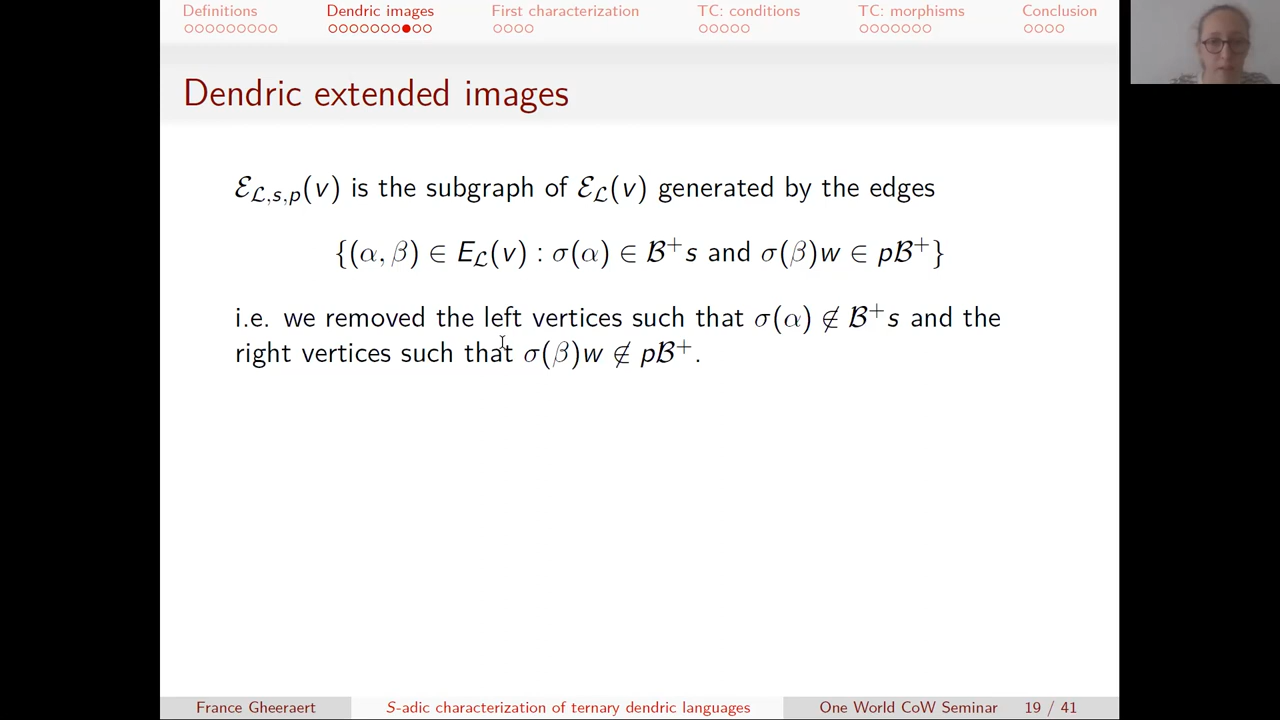 Definitions Dendric images First characterization TC: conditions TC: morphisms Conclusion
Dendric extended images
ℰ_{ℒ,s,p}(v) is the subgraph of ℰ_ℒ(v) generated by the edges
{(α, β) ∈ E_ℒ(v) : σ(α) ∈ ℬ⁺s and σ(β)w ∈ pℬ⁺}
i.e. we removed the left vertices such that σ(α) ∉ ℬ⁺s and the
right vertices such that σ(β)w ∉ pℬ⁺.
France Gheeraert S-adic characterization of ternary dendric languages One World CoW Seminar 19 / 41